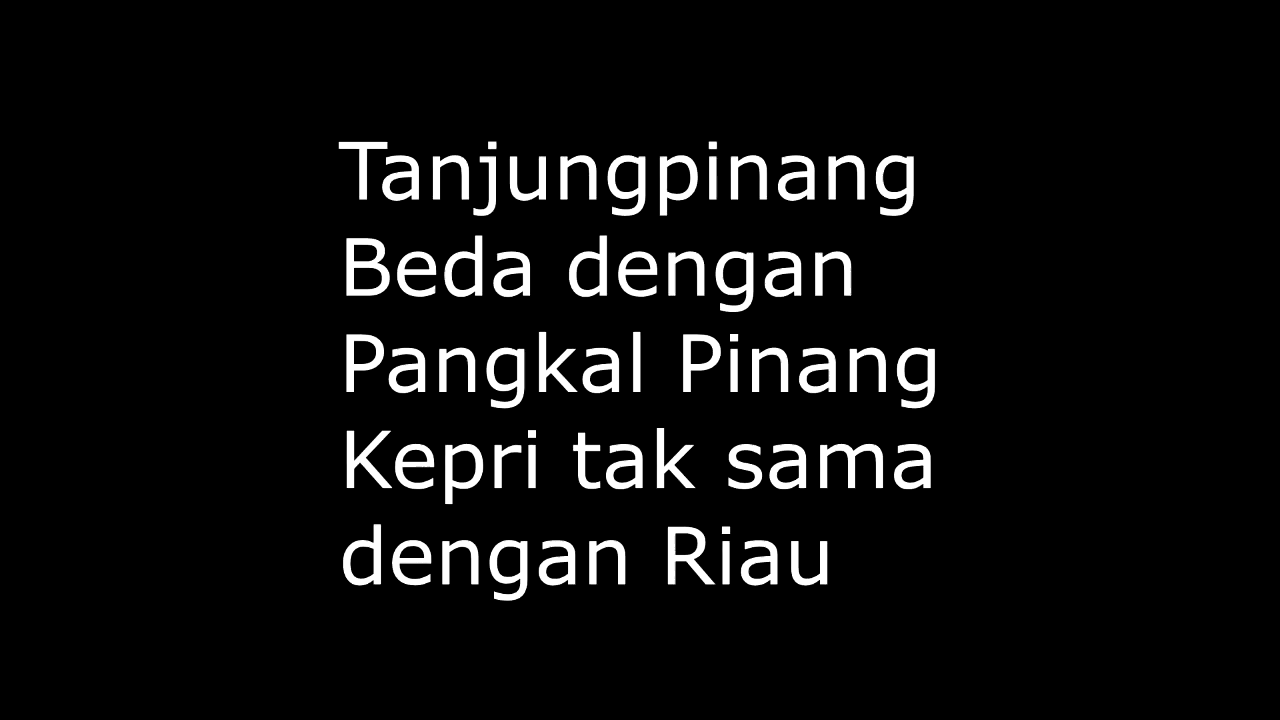 Tanjungpinang
Beda dengan
Pangkal Pinang
Kepri tak sama
dengan Riau